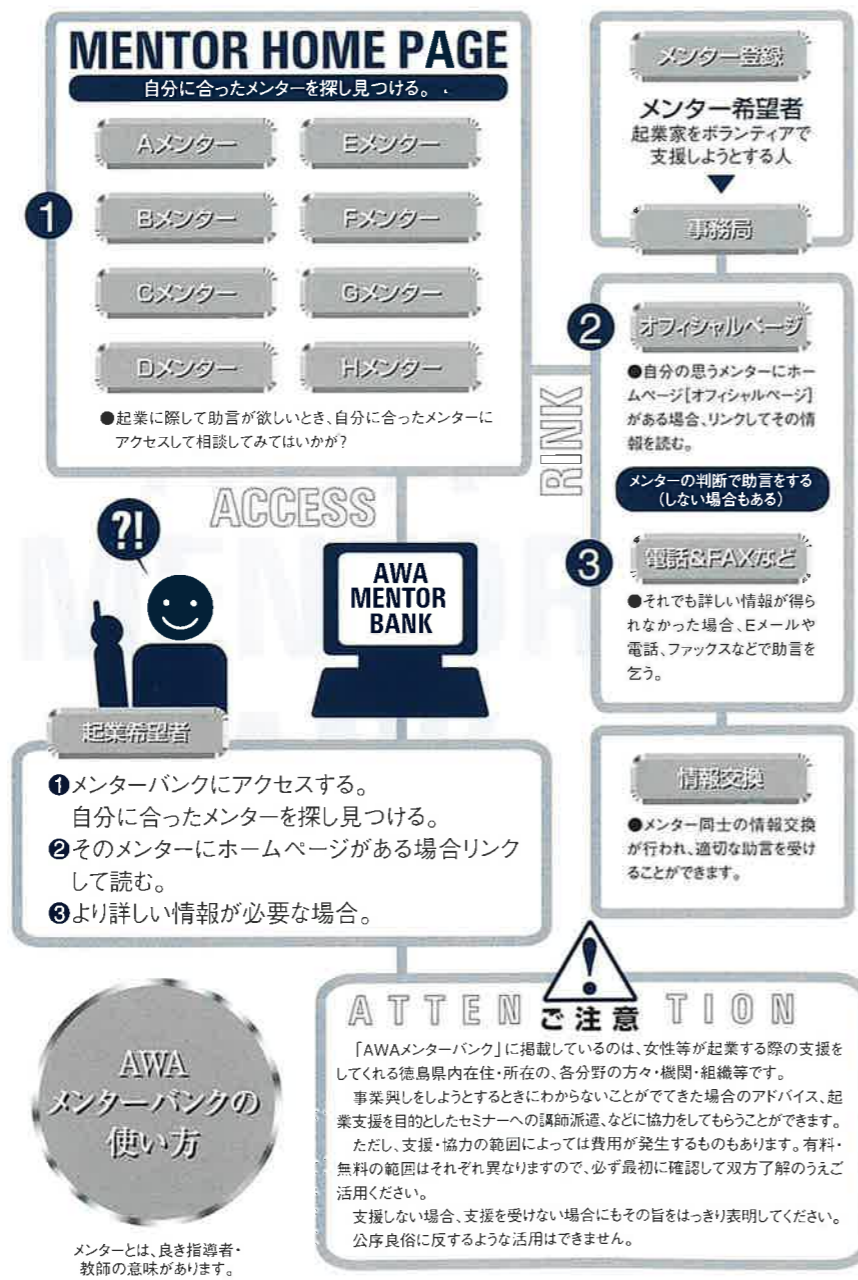 MENTOR HOME PAGE
自分に合ったメンターを探し見つける。
❶
Aメンター
Eメンター
Bメンター
Fメンター
Cメンター
Gメンター
Dメンター
Hメンター
●起業に際して助言が欲しいとき、自分に合ったメンターに
アクセスして相談してみてはいかが?
メンター登録
メンター希望者
起業家をボランティアで
支援しようとする人
▼
事務局
RINK
❷
オフィシャルページ
●自分の思うメンターにホー
ムページ[オフィシャルページ]
がある場合、リンクしてその情
報を読む。
メンターの判断で助言をする
(しない場合もある)
❸
電話&FAXなど
●それでも詳しい情報が得ら
れなかった場合、Eメールや
電話、ファックスなどで助言を
乞う。
情報交換
●メンター同士の情報交換
が行われ、適切な助言を受け
ることができます。
ACCESS
?!
AWA
MENTOR
BANK
起業希望者
❶メンターバンクにアクセスする。
自分に合ったメンターを探し見つける。
❷そのメンターにホームページがある場合リンク
して読む。
❸より詳しい情報が必要な場合。
AWA
メンターバンクの
使い方
メンターとは、良き指導者・
教師の意味があります。
ATTEN ! TION
ご注意
「AWAメンターバンク」に掲載しているのは、女性等が起業する際の支援を
してくれる徳島県内在住・所在の、各分野の方々・機関・組織等です。
事業興しをしようとするときにわからないことがでてきた場合のアドバイス、起
業支援を目的としたセミナーへの講師派遣、などに協力をしてもらうことができます。
ただし、支援・協力の範囲によっては費用が発生するものもあります。有料・
無料の範囲はそれぞれ異なりますので、必ず最初に確認して双方了解のうえご
活用ください。
支援しない場合、支援を受けない場合にもその旨をはっきり表明してください。
公序良俗に反するような活用はできません。